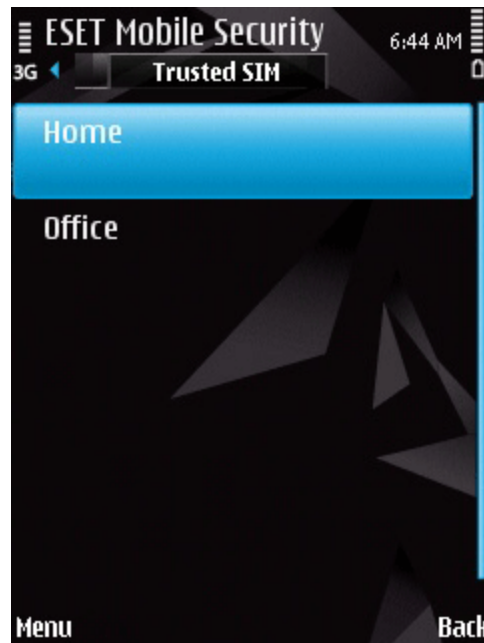 ESET Mobile Security 6:44 AM
3G Trusted SIM
Home
Office
Menu Back